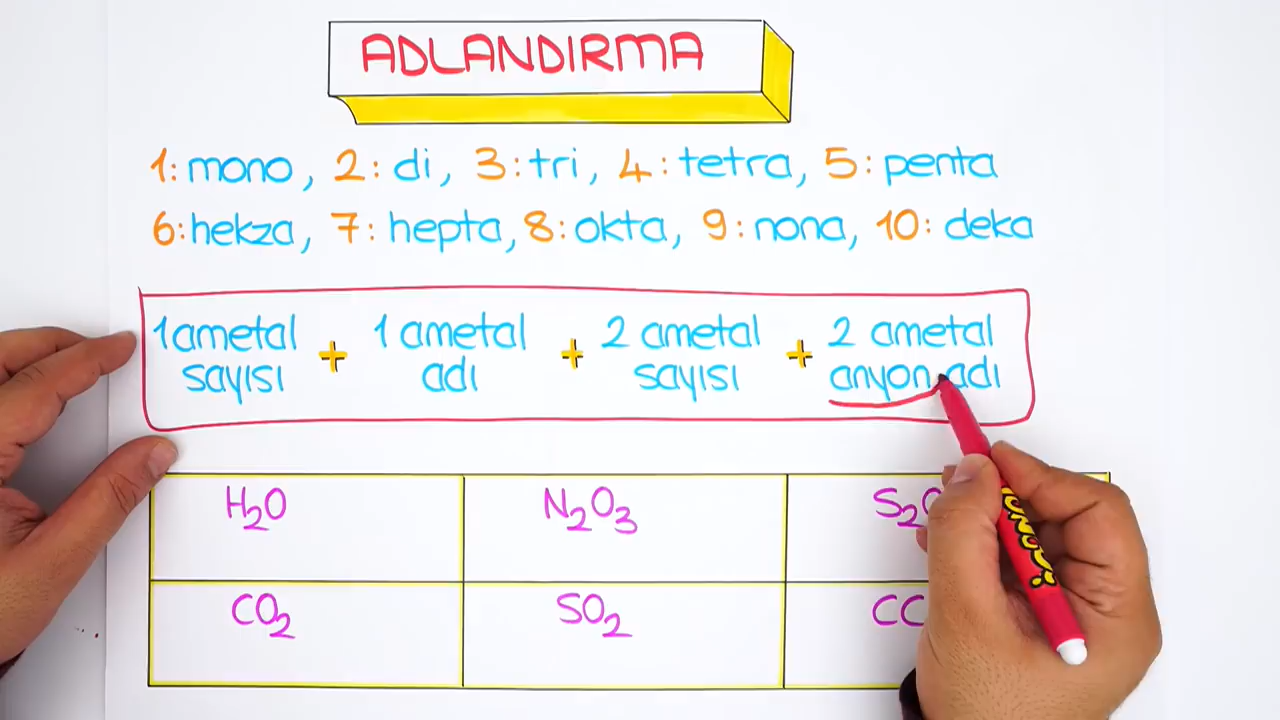 ADLANDIRMA
1: mono, 2: di, 3: tri, 4: tetra, 5: penta
6: hekza, 7: hepta, 8: okta, 9: nona, 10: deka
1 ametal sayısı + 1 ametal adı + 2 ametal sayısı + 2 ametal anyon adı
H₂O N₂O₃
CO₂ SO₂